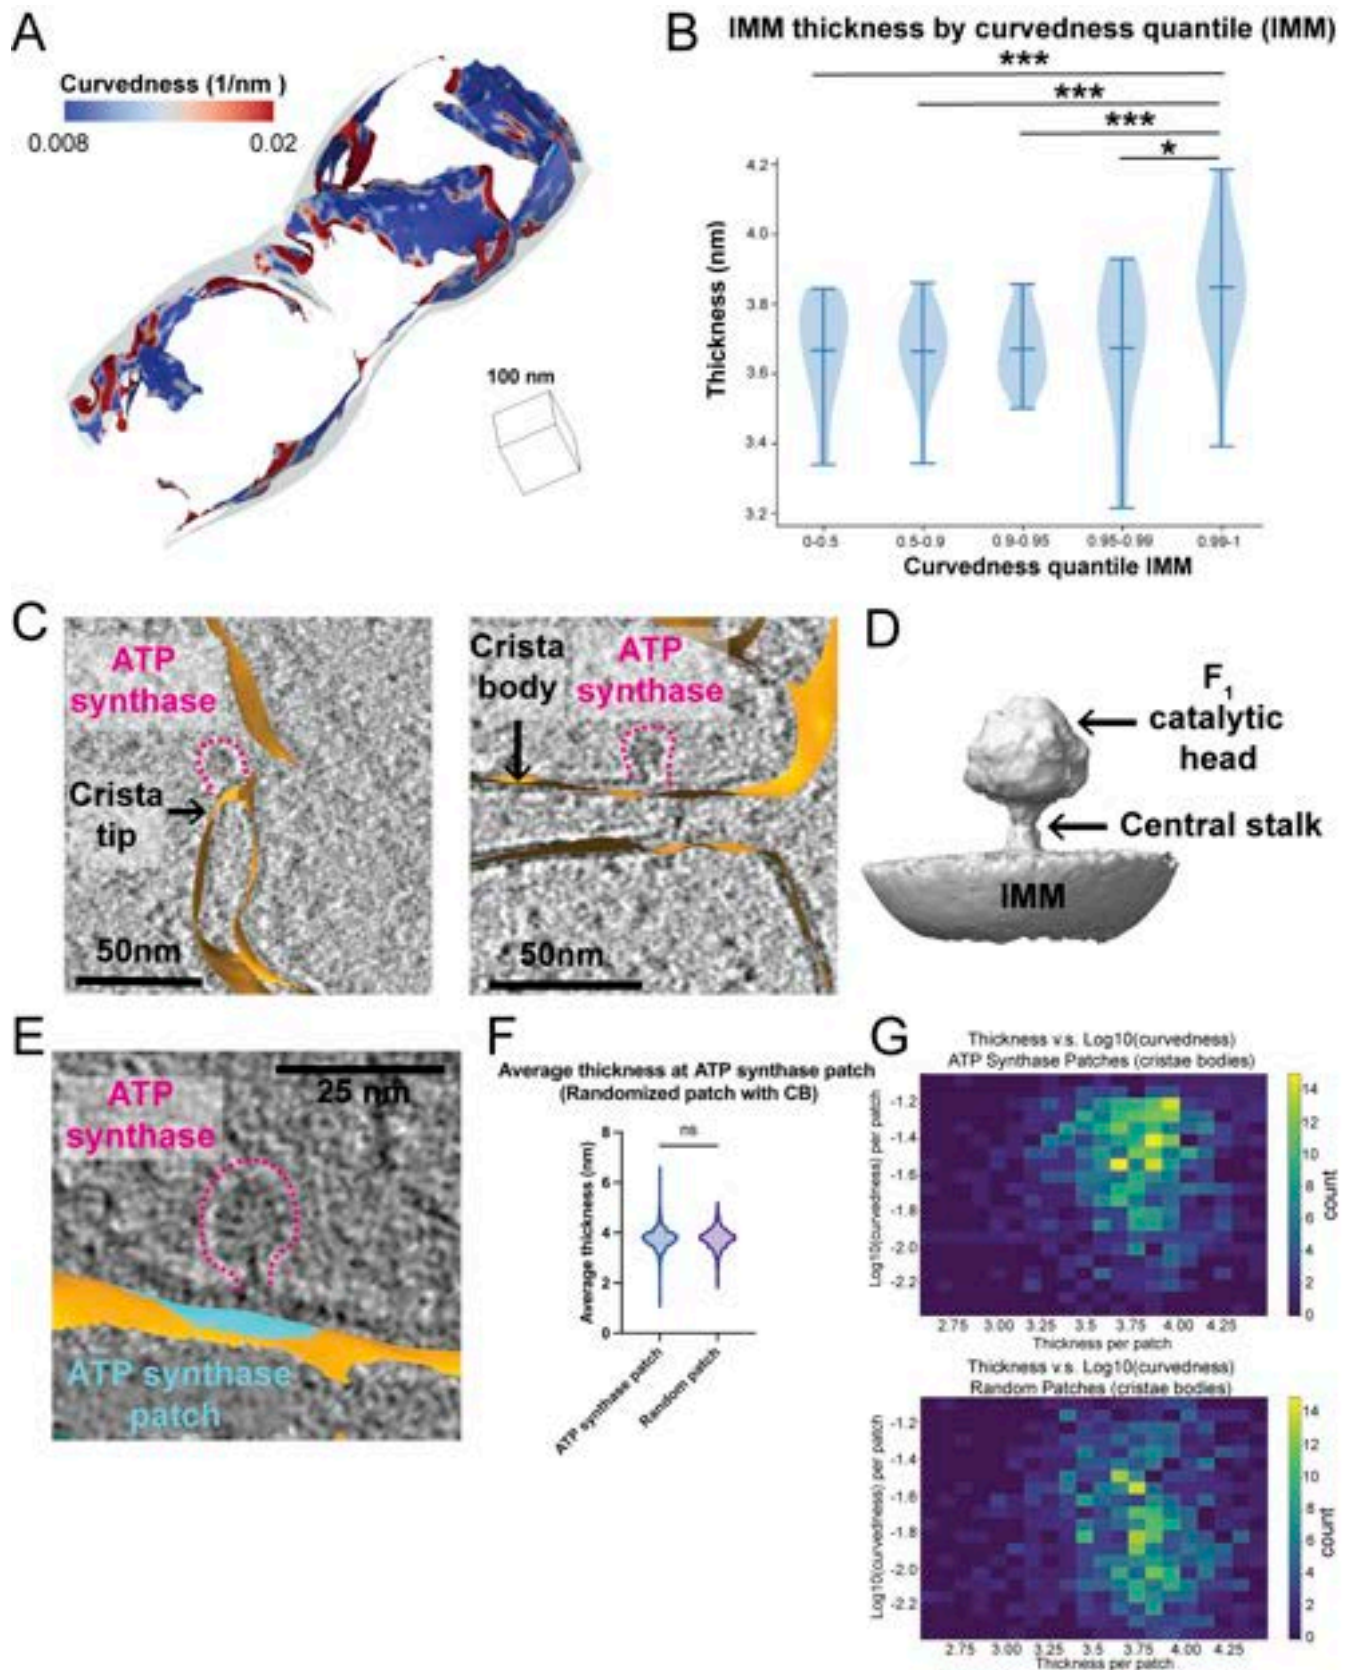 A
Curvedness (1/nm )
0.008
0.02
100 nm
B
IMM thickness by curvedness quantile (IMM)
***
***
***
*
Thickness (nm)
4.2
4.0
3.8
3.6
3.4
3.2
0-0.5
0.5-0.9
0.9-0.95
0.95-0.99
0.99-1
Curvedness quantile IMM
C
ATP
synthase
Crista
tip
50nm
Crista
body
ATP
synthase
50nm
D
F1
catalytic
head
Central stalk
IMM
E
ATP
synthase
25 nm
ATP synthase
patch
F
Average thickness at ATP synthase patch
(Randomized patch with CB)
ns
Average thickness (nm)
8
6
4
2
0
ATP synthase patch
Random patch
G
Thickness v.s. Log10(curvedness)
ATP Synthase Patches (cristae bodies)
Log10(curvedness) per patch
-1.2
-1.4
-1.6
-1.8
-2.0
-2.2
2.75
3.00
3.25
3.5
3.75
4.00
4.25
Thickness per patch
14
12
10
8
6
4
2
0
count
Thickness v.s. Log10(curvedness)
Random Patches (cristae bodies)
Log10(curvedness) per patch
-1.2
-1.4
-1.6
-1.8
-2.0
-2.2
2.75
3.00
3.25
3.5
3.75
4.00
4.25
Thickness per patch
14
12
10
8
6
4
2
0
count